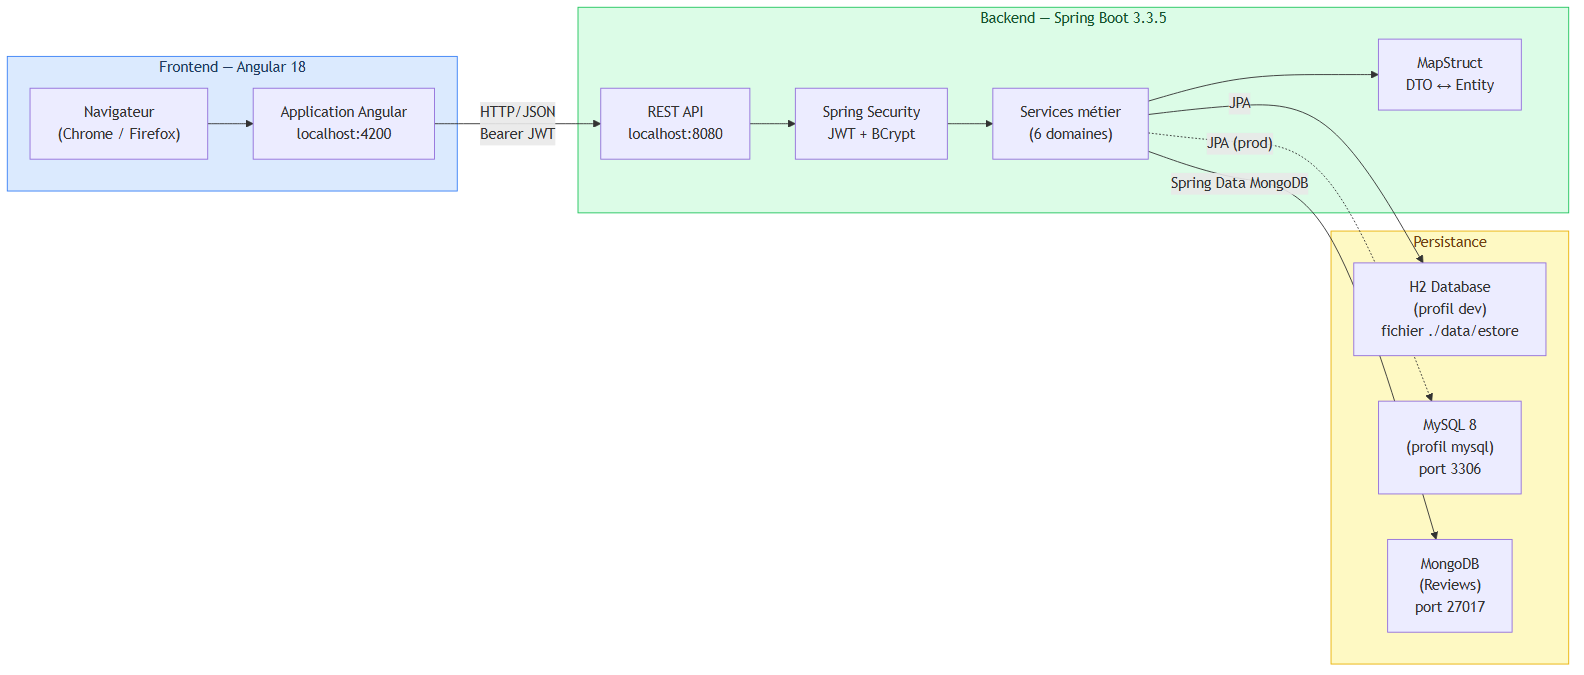 Frontend — Angular 18
Navigateur
(Chrome / Firefox)
Application Angular
localhost:4200
HTTP/JSON
Bearer JWT
Backend — Spring Boot 3.3.5
REST API
localhost:8080
Spring Security
JWT + BCrypt
Services métier
(6 domaines)
MapStruct
DTO ↔ Entity
JPA
JPA (prod)
Spring Data MongoDB
Persistance
H2 Database
(profil dev)
fichier ./data/estore
MySQL 8
(profil mysql)
port 3306
MongoDB
(Reviews)
port 27017